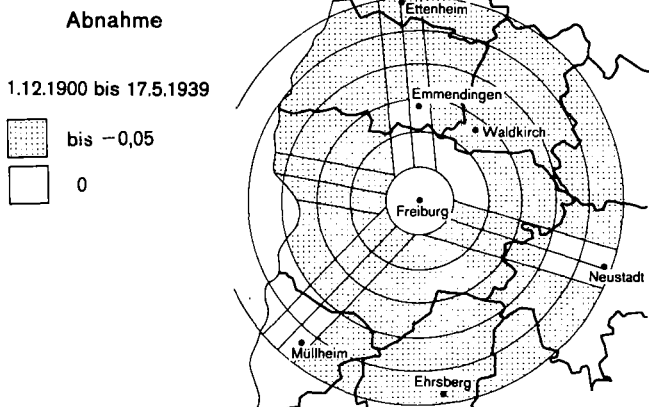 Abnahme
1.12.1900 bis 17.5.1939
bis −0,05
0
Ettenheim
Emmendingen
Waldkirch
Freiburg
Neustadt
Müllheim
Ehrsberg